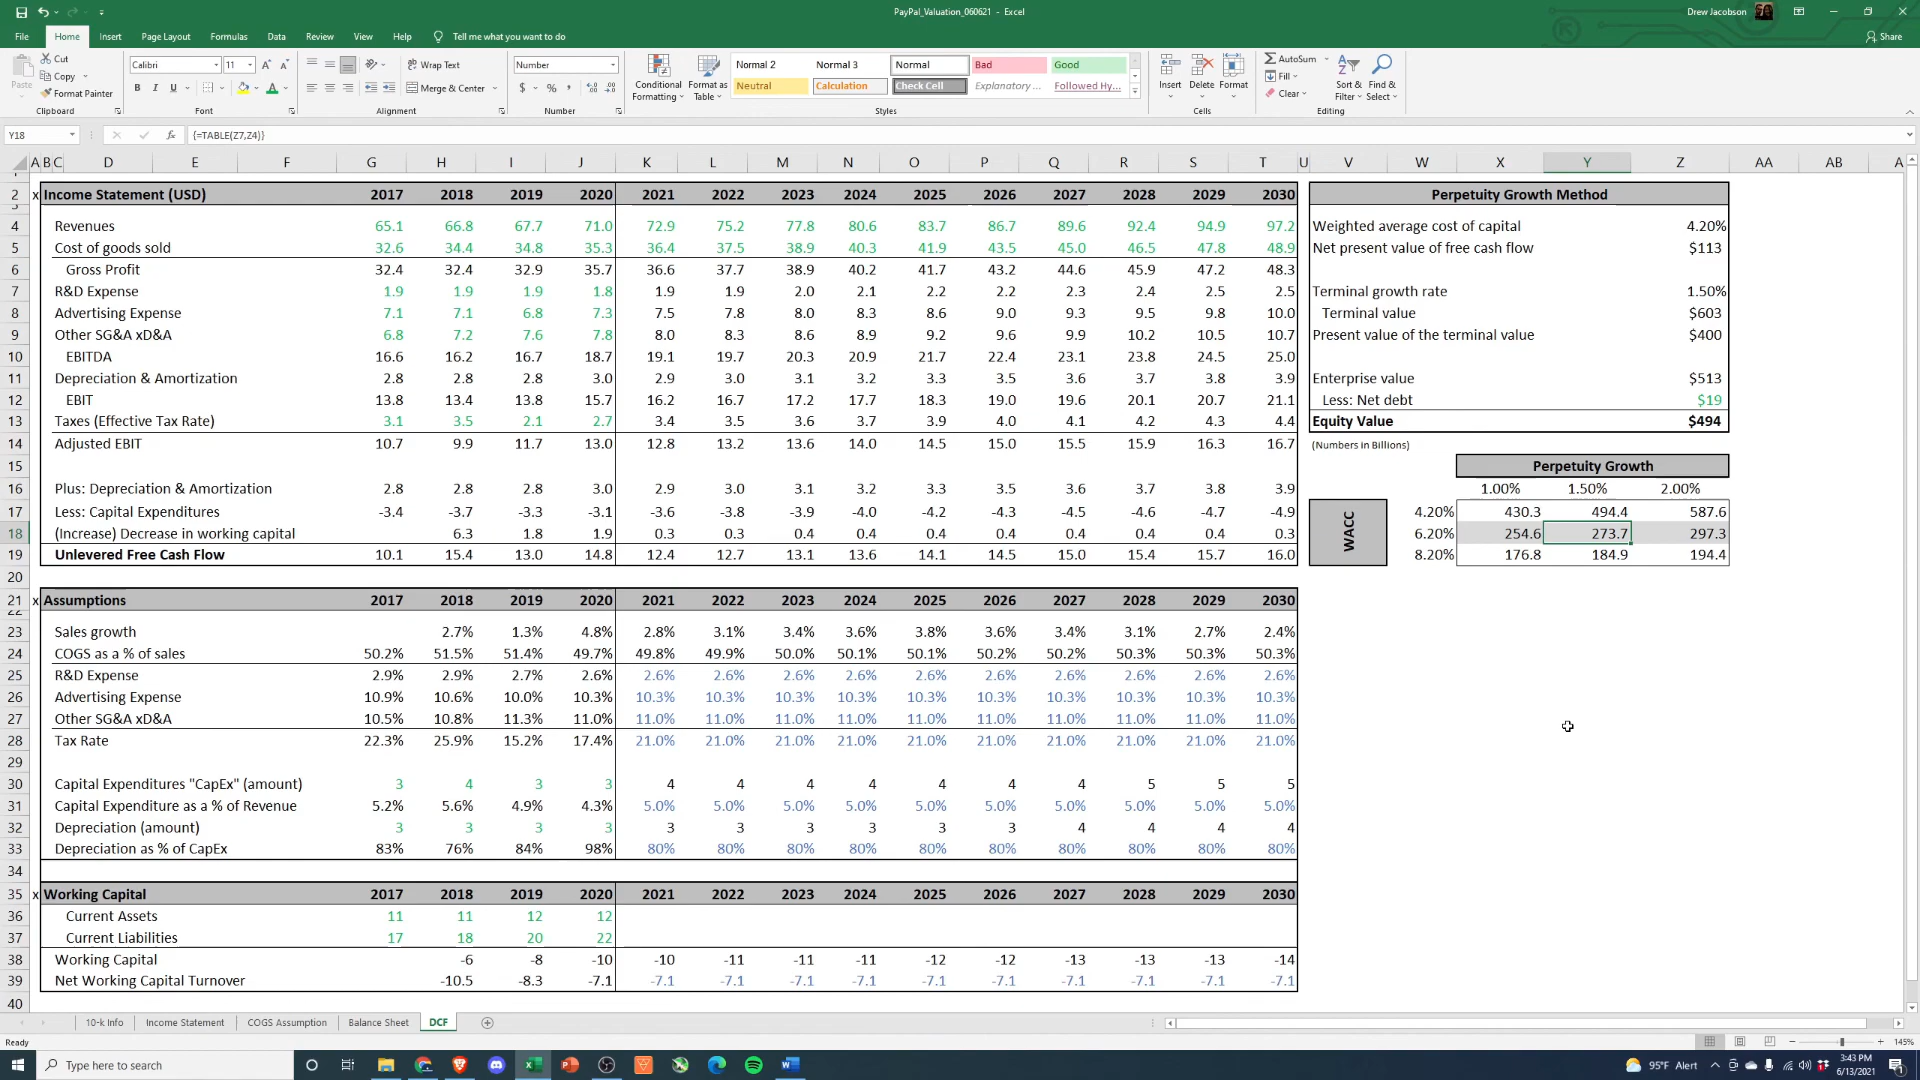 PayPal_Valuation_060621 - Excel
Drew Jacobson
File Home Insert Page Layout Formulas Data Review View Help Tell me what you want to do Share
Paste Cut Copy Format Painter Clipboard
Calibri 11 B I U Font
Wrap Text Merge & Center Alignment
Number $ % , Number
Conditional Formatting Format as Table
Normal 2 Normal 3 Normal Bad Good
Neutral Calculation Check Cell Explanatory ... Followed Hy...
Styles
Insert Delete Format Cells
AutoSum Fill Clear Sort & Filter Find & Select Editing
Y18 fx {=TABLE(Z7,Z4)}
A B C D E F G H I J K L M N O P Q R S T U V W X Y Z AA AB A
2 x Income Statement (USD) 2017 2018 2019 2020 2021 2022 2023 2024 2025 2026 2027 2028 2029 2030 Perpetuity Growth Method
4 Revenues 65.1 66.8 67.7 71.0 72.9 75.2 77.8 80.6 83.7 86.7 89.6 92.4 94.9 97.2 Weighted average cost of capital 4.20%
5 Cost of goods sold 32.6 34.4 34.8 35.3 36.4 37.5 38.9 40.3 41.9 43.5 45.0 46.5 47.8 48.9 Net present value of free cash flow $113
6 Gross Profit 32.4 32.4 32.9 35.7 36.6 37.7 38.9 40.2 41.7 43.2 44.6 45.9 47.2 48.3
7 R&D Expense 1.9 1.9 1.9 1.8 1.9 1.9 2.0 2.1 2.2 2.2 2.3 2.4 2.5 2.5 Terminal growth rate 1.50%
8 Advertising Expense 7.1 7.1 6.8 7.3 7.5 7.8 8.0 8.3 8.6 9.0 9.3 9.5 9.8 10.0 Terminal value $603
9 Other SG&A xD&A 6.8 7.2 7.6 7.8 8.0 8.3 8.6 8.9 9.2 9.6 9.9 10.2 10.5 10.7 Present value of the terminal value $400
10 EBITDA 16.6 16.2 16.7 18.7 19.1 19.7 20.3 20.9 21.7 22.4 23.1 23.8 24.5 25.0
11 Depreciation & Amortization 2.8 2.8 2.8 3.0 2.9 3.0 3.1 3.2 3.3 3.5 3.6 3.7 3.8 3.9 Enterprise value $513
12 EBIT 13.8 13.4 13.8 15.7 16.2 16.7 17.2 17.7 18.3 19.0 19.6 20.1 20.7 21.1 Less: Net debt $19
13 Taxes (Effective Tax Rate) 3.1 3.5 2.1 2.7 3.4 3.5 3.6 3.7 3.9 4.0 4.1 4.2 4.3 4.4 Equity Value $494
14 Adjusted EBIT 10.7 9.9 11.7 13.0 12.8 13.2 13.6 14.0 14.5 15.0 15.5 15.9 16.3 16.7 (Numbers in Billions)
15 Perpetuity Growth
16 Plus: Depreciation & Amortization 2.8 2.8 2.8 3.0 2.9 3.0 3.1 3.2 3.3 3.5 3.6 3.7 3.8 3.9 1.00% 1.50% 2.00%
17 Less: Capital Expenditures -3.4 -3.7 -3.3 -3.1 -3.6 -3.8 -3.9 -4.0 -4.2 -4.3 -4.5 -4.6 -4.7 -4.9 4.20% 430.3 494.4 587.6
18 (Increase) Decrease in working capital 6.3 1.8 1.9 0.3 0.3 0.4 0.4 0.4 0.4 0.4 0.4 0.4 0.3 WACC 6.20% 254.6 273.7 297.3
19 Unlevered Free Cash Flow 10.1 15.4 13.0 14.8 12.4 12.7 13.1 13.6 14.1 14.5 15.0 15.4 15.7 16.0 8.20% 176.8 184.9 194.4
20
21 x Assumptions 2017 2018 2019 2020 2021 2022 2023 2024 2025 2026 2027 2028 2029 2030
23 Sales growth 2.7% 1.3% 4.8% 2.8% 3.1% 3.4% 3.6% 3.8% 3.6% 3.4% 3.1% 2.7% 2.4%
24 COGS as a % of sales 50.2% 51.5% 51.4% 49.7% 49.8% 49.9% 50.0% 50.1% 50.1% 50.2% 50.2% 50.3% 50.3% 50.3%
25 R&D Expense 2.9% 2.9% 2.7% 2.6% 2.6% 2.6% 2.6% 2.6% 2.6% 2.6% 2.6% 2.6% 2.6% 2.6%
26 Advertising Expense 10.9% 10.6% 10.0% 10.3% 10.3% 10.3% 10.3% 10.3% 10.3% 10.3% 10.3% 10.3% 10.3% 10.3%
27 Other SG&A xD&A 10.5% 10.8% 11.3% 11.0% 11.0% 11.0% 11.0% 11.0% 11.0% 11.0% 11.0% 11.0% 11.0% 11.0%
28 Tax Rate 22.3% 25.9% 15.2% 17.4% 21.0% 21.0% 21.0% 21.0% 21.0% 21.0% 21.0% 21.0% 21.0% 21.0%
29
30 Capital Expenditures "CapEx" (amount) 3 4 3 3 4 4 4 4 4 4 4 5 5 5
31 Capital Expenditure as a % of Revenue 5.2% 5.6% 4.9% 4.3% 5.0% 5.0% 5.0% 5.0% 5.0% 5.0% 5.0% 5.0% 5.0% 5.0%
32 Depreciation (amount) 3 3 3 3 3 3 3 3 3 3 4 4 4 4
33 Depreciation as % of CapEx 83% 76% 84% 98% 80% 80% 80% 80% 80% 80% 80% 80% 80% 80%
34
35 x Working Capital 2017 2018 2019 2020 2021 2022 2023 2024 2025 2026 2027 2028 2029 2030
36 Current Assets 11 11 12 12
37 Current Liabilities 17 18 20 22
38 Working Capital -6 -8 -10 -10 -11 -11 -11 -12 -12 -13 -13 -13 -14
39 Net Working Capital Turnover -10.5 -8.3 -7.1 -7.1 -7.1 -7.1 -7.1 -7.1 -7.1 -7.1 -7.1 -7.1 -7.1
40
10-k Info Income Statement COGS Assumption Balance Sheet DCF
Ready 145%
Type here to search 95°F Alert 3:43 PM
6/13/2021